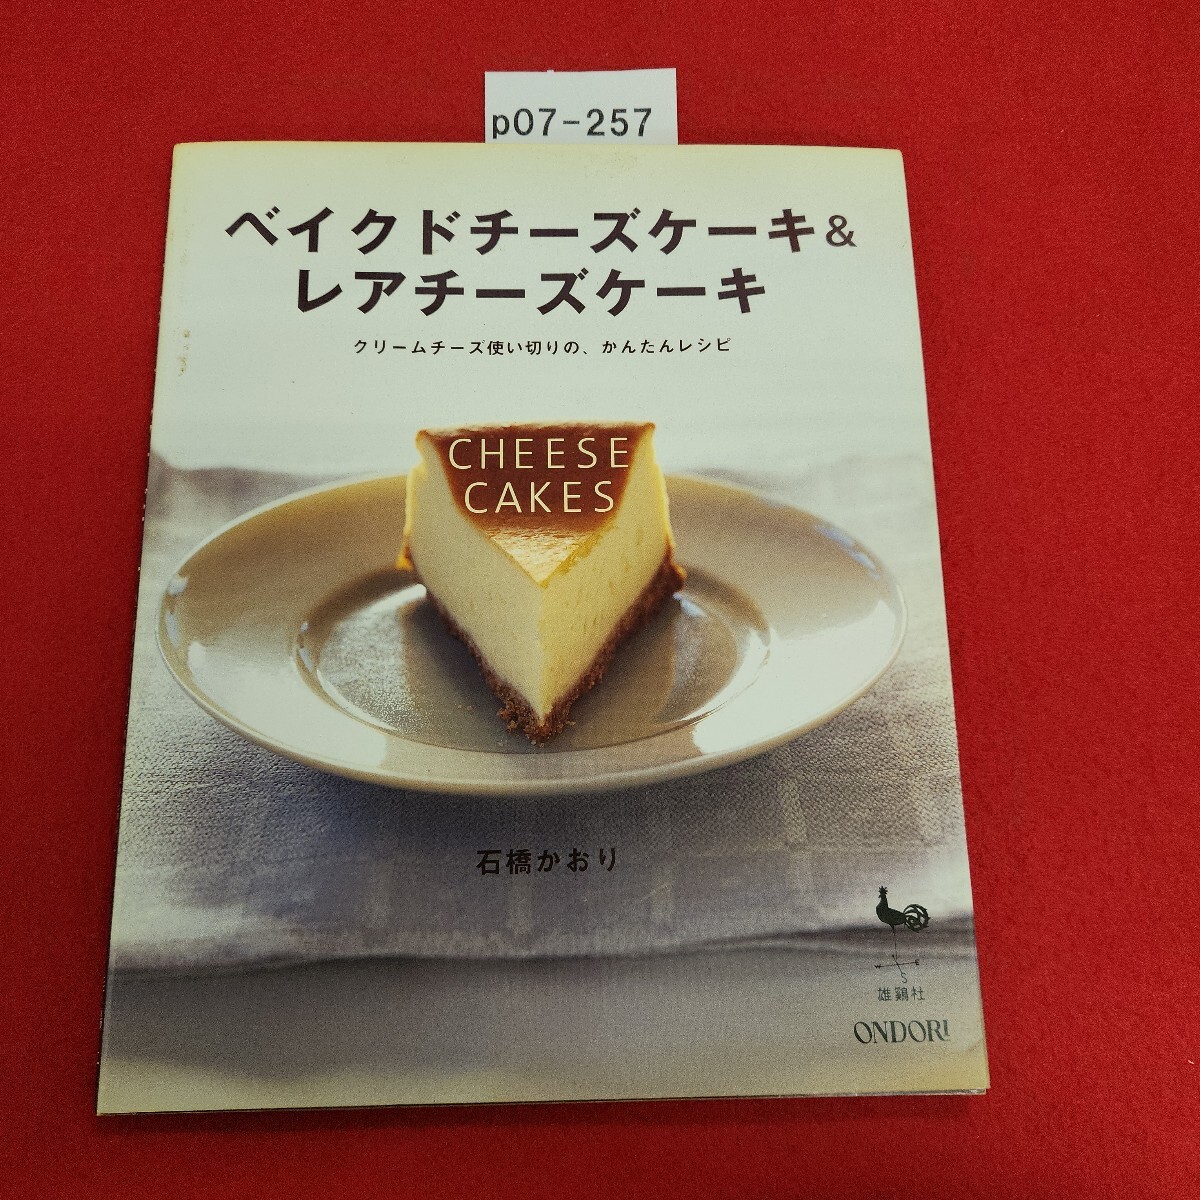 p07-257
ベイクドチーズケーキ&
レアチーズケーキ
クリームチーズ使い切りの、かんたんレシピ
CHEESE
CAKES
石橋かおり
S
雄鷄社
ONDORI